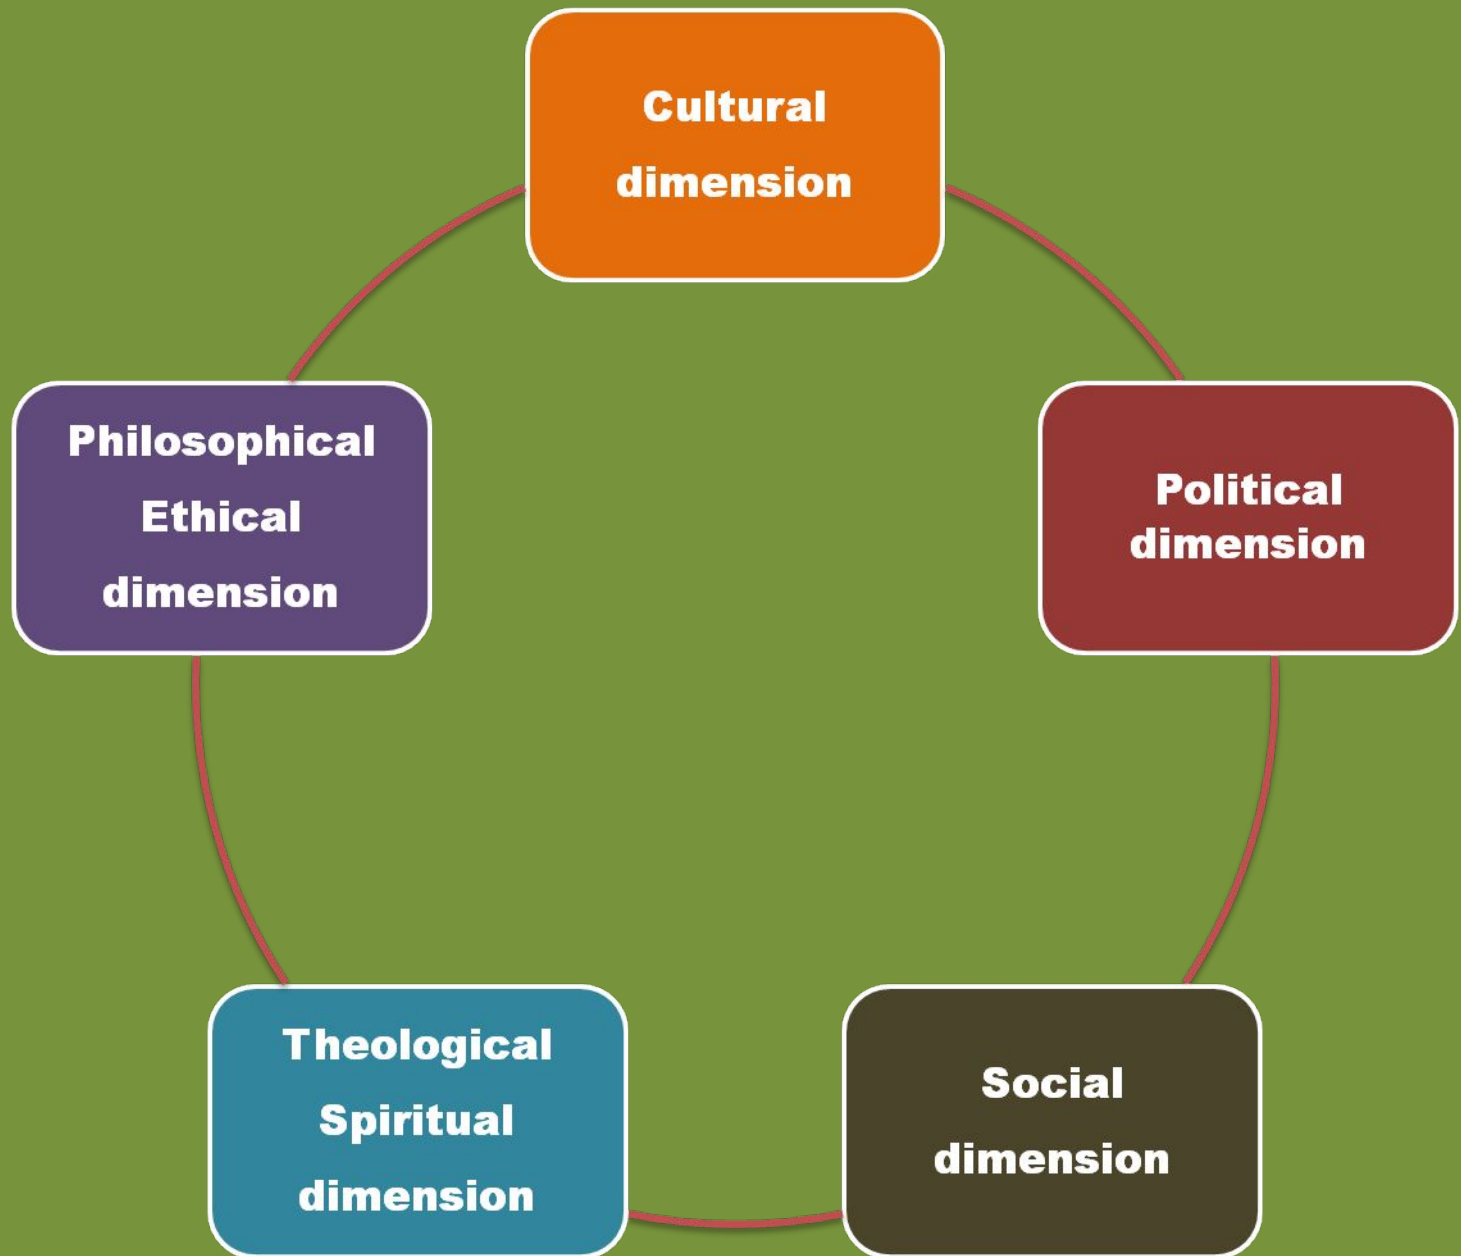 Cultural
dimension
Philosophical
Ethical
dimension
Political
dimension
Theological
Spiritual
dimension
Social
dimension